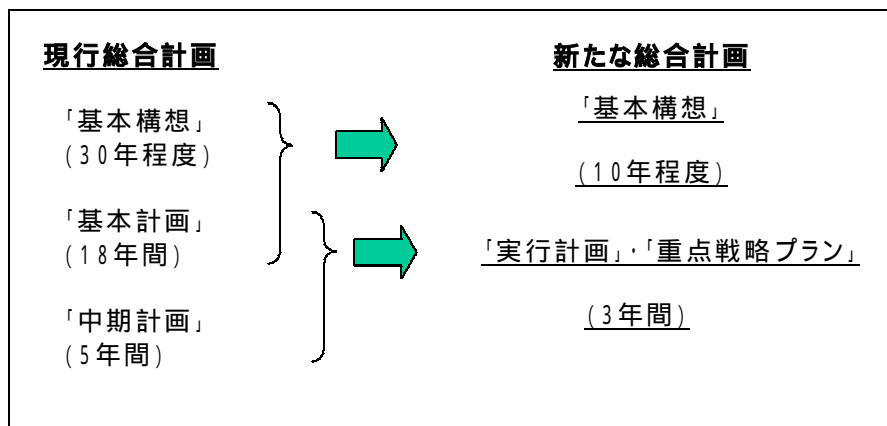 現行総合計画
「基本構想」
(30年程度)
「基本計画」
(18年間)
「中期計画」
(5年間)
新たな総合計画
「基本構想」
(10年程度)
「実行計画」・「重点戦略プラン」
(3年間)